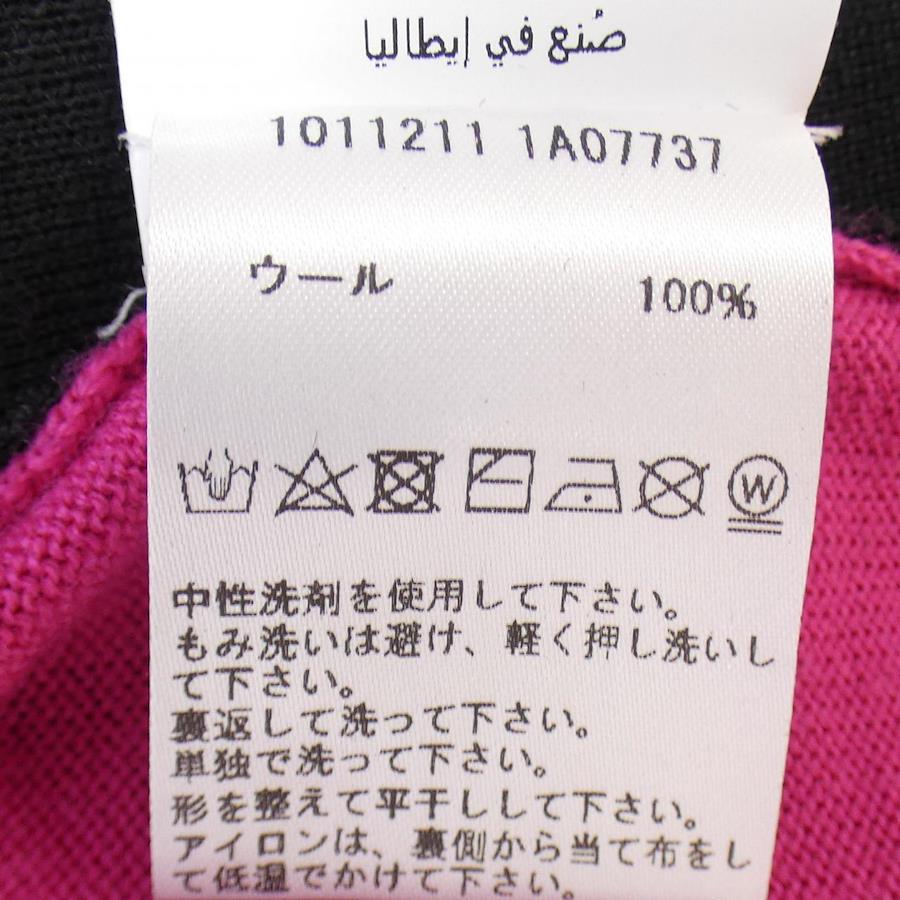 صُنع في إيطاليا
1011211 1A07737
ウール 100%
W
中性洗剤を使用して下さい。
もみ洗いは避け、軽く押し洗いし
て下さい。
裏返して洗って下さい。
単独で洗って下さい。
形を整えて平干しして下さい。
アイロンは、裏側から当て布をし
て低温でかけて下さい。